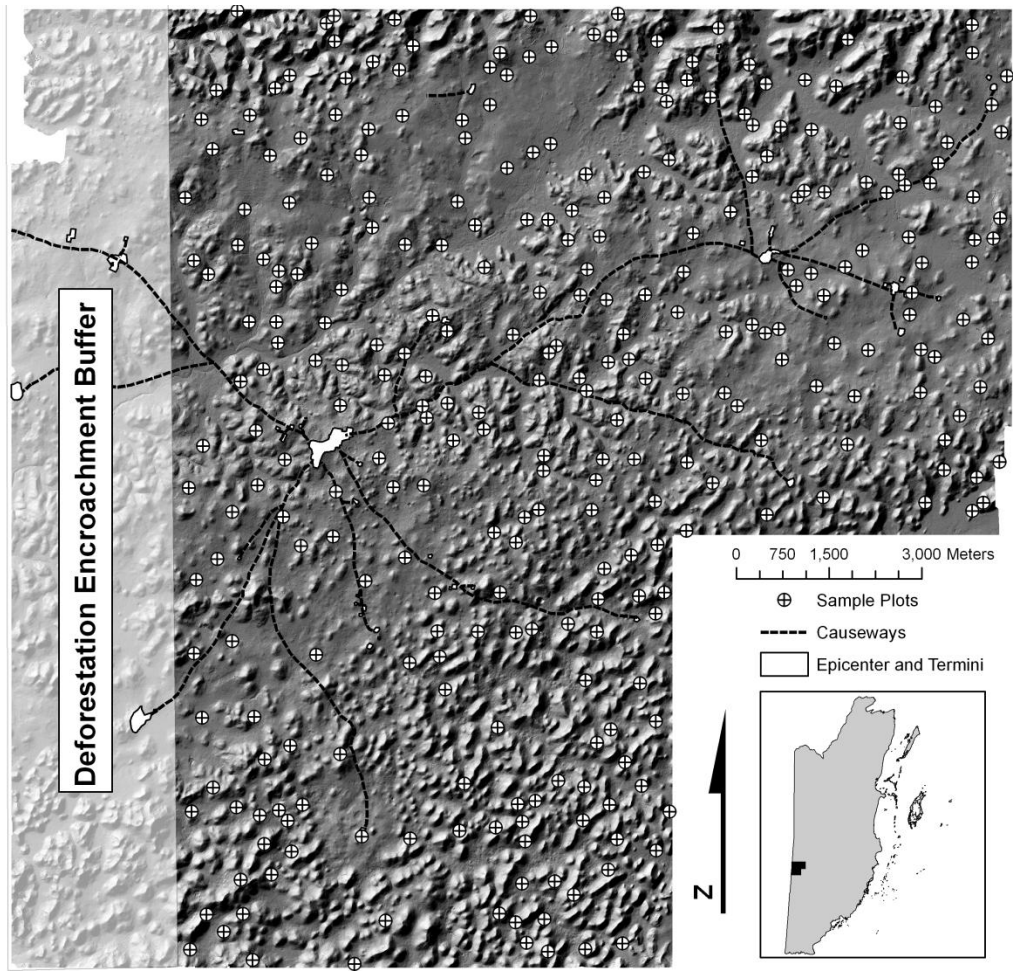 Deforestation Encroachment Buffer
0 750 1,500 3,000 Meters
Sample Plots
Causeways
Epicenter and Termini
N